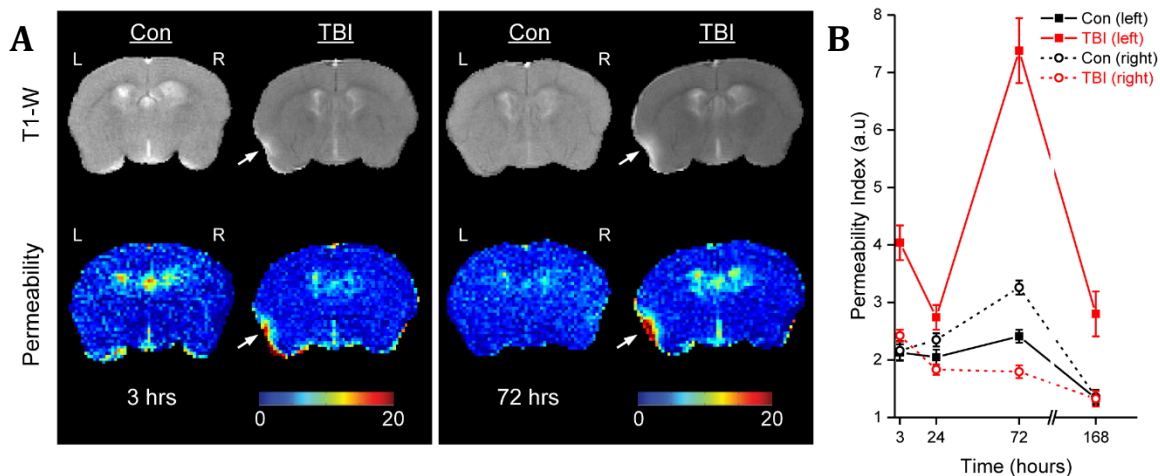 A
Con
TBI
L
R
T1-W
Con
TBI
L
R
Permeability
L
R
3 hrs
0
20
L
R
72 hrs
0
20
B
Con (left)
TBI (left)
Con (right)
TBI (right)
Permeability Index (a.u)
8
7
6
5
4
3
2
1
3
24
72
168
Time (hours)